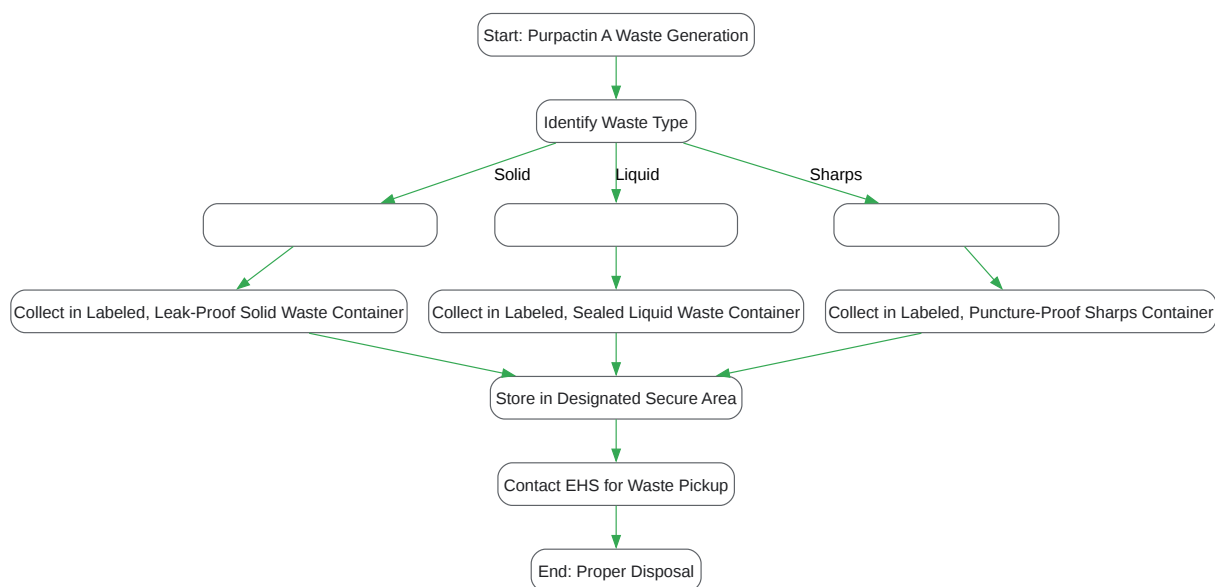 Start: Purpactin A Waste Generation
Identify Waste Type
Solid
Liquid
Sharps
Collect in Labeled, Leak-Proof Solid Waste Container
Collect in Labeled, Sealed Liquid Waste Container
Collect in Labeled, Puncture-Proof Sharps Container
Store in Designated Secure Area
Contact EHS for Waste Pickup
End: Proper Disposal